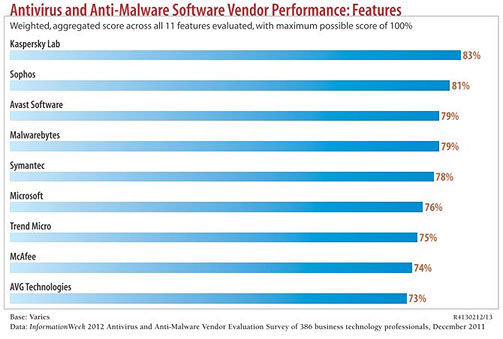 Antivirus and Anti-Malware Software Vendor Performance: Features
Weighted, aggregated score across all 11 features evaluated, with maximum possible score of 100%
Kaspersky Lab
83%
Sophos
81%
Avast Software
79%
Malwarebytes
79%
Symantec
78%
Microsoft
76%
Trend Micro
75%
McAfee
74%
AVG Technologies
73%
Base: Varies
R4130212/13
Data: InformationWeek 2012 Antivirus and Anti-Malware Vendor Evaluation Survey of 386 business technology professionals, December 2011